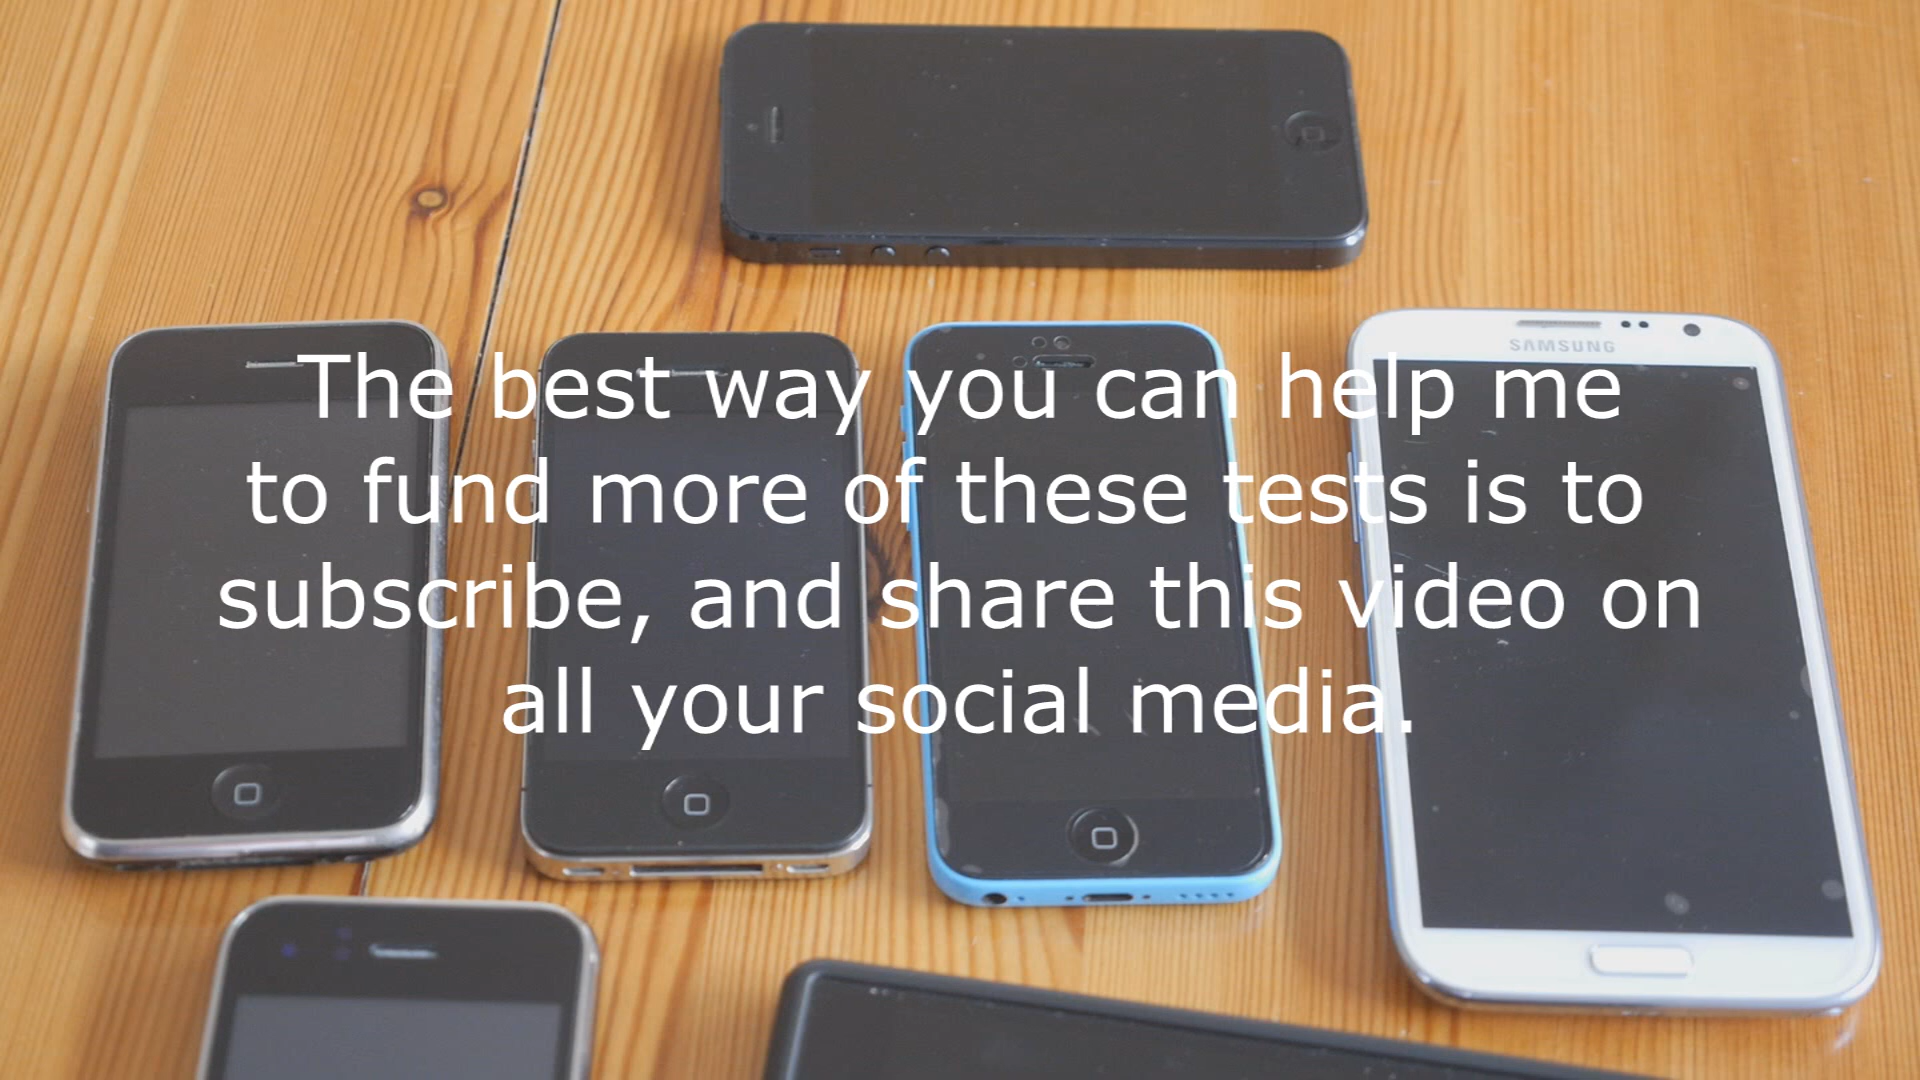 SAMSUNG
The best way you can help me
to fund more of these tests is to
subscribe, and share this video on
all your social media.